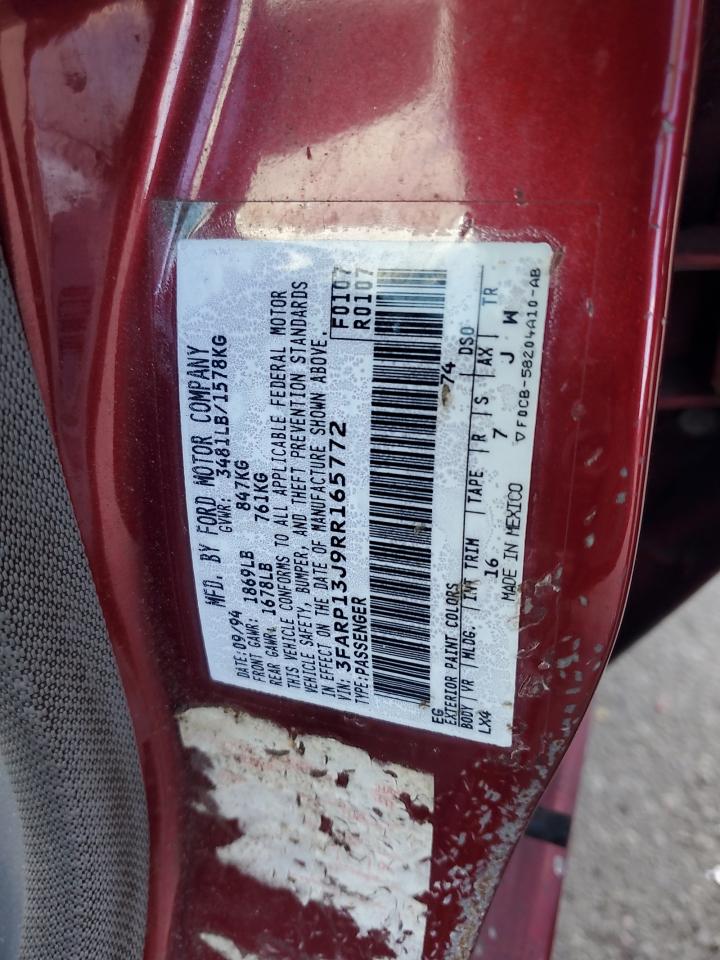 MFD. BY FORD MOTOR COMPANY
DATE: 09/94 GVWR: 3481LB/1578KG
FRONT GAWR: 1869LB 847KG
REAR GAWR: 1678LB 761KG
THIS VEHICLE CONFORMS TO ALL APPLICABLE FEDERAL MOTOR
VEHICLE SAFETY, BUMPER, AND THEFT PREVENTION STANDARDS
IN EFFECT ON THE DATE OF MANUFACTURE SHOWN ABOVE.
VIN: 3FARP13J9RR165772 F0107
TYPE: PASSENGER R0107
EG 74
EXTERIOR PAINT COLORS DSO
BODY VR MLDG. INT TRIM TAPE R S AX TR
LX4 16 7 J W
MADE IN MEXICO ▽F0CB-58204A10-AB